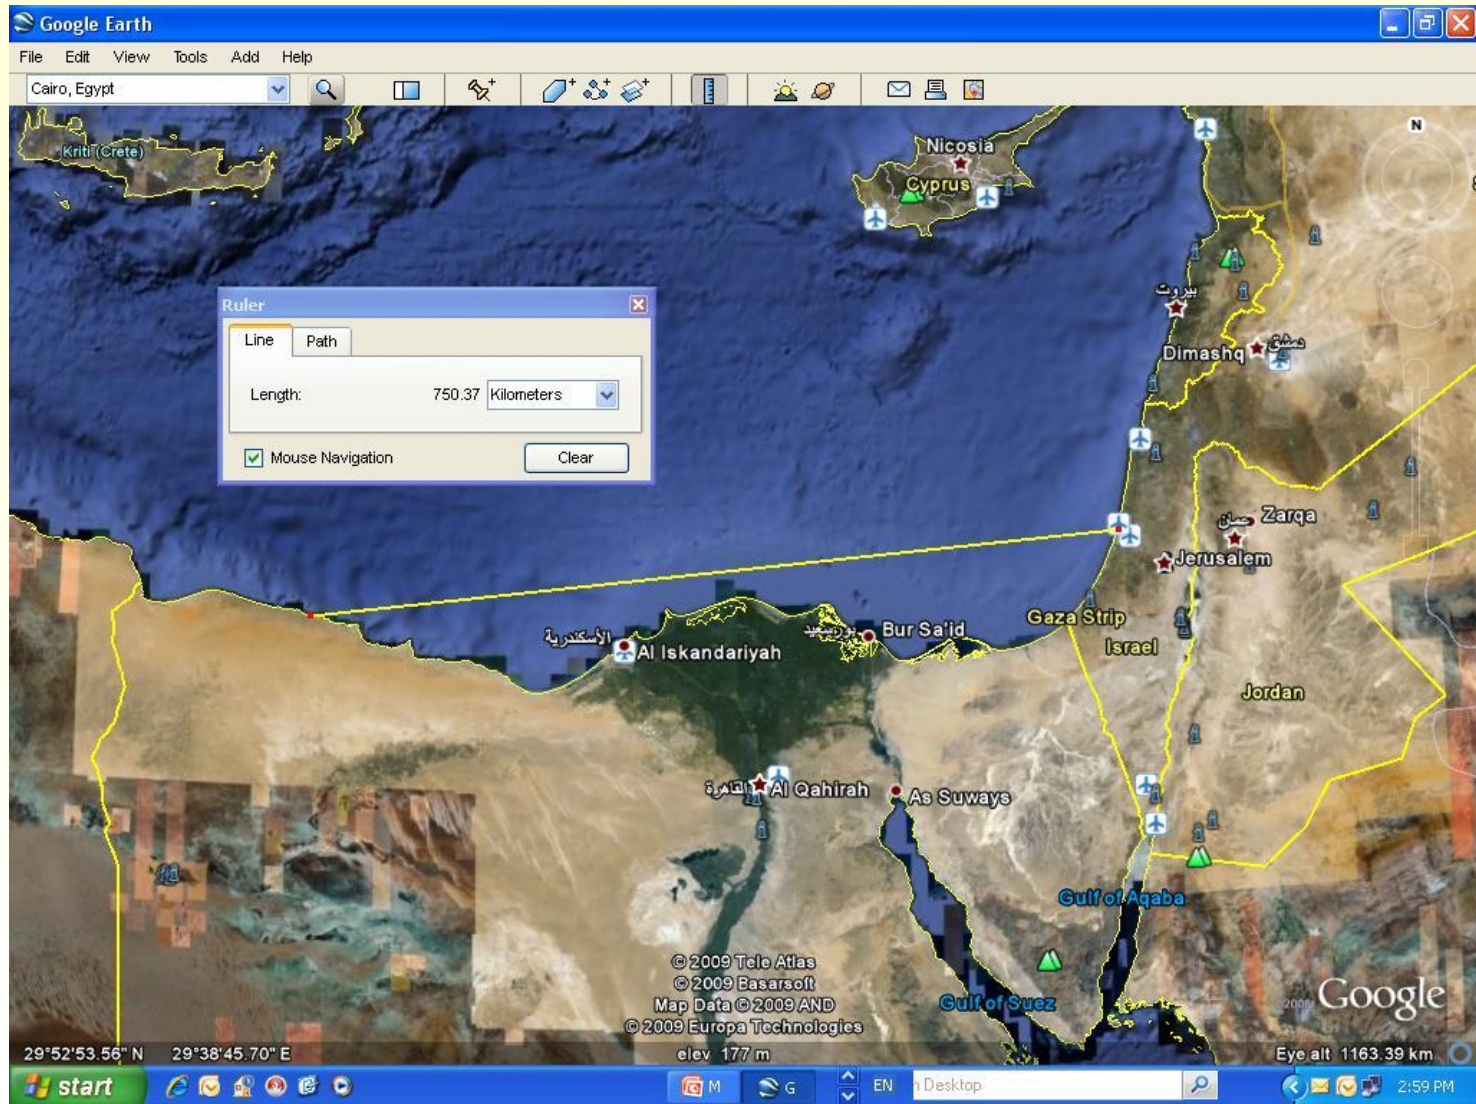 Google Earth
File Edit View Tools Add Help
Cairo, Egypt
N
Kriti (Crete)
Nicosia
Cyprus
بيروت
Dimashq دمشق
Ruler
Line Path
Length: 750.37 Kilometers
Mouse Navigation Clear
عمان Zarqa
Jerusalem
Gaza Strip
الأسكندرية Al Iskandariyah
بورسعيد Bur Sa'id
Israel
Jordan
القاهرة Al Qahirah
As Suways
Gulf of Aqaba
Gulf of Suez
© 2009 Tele Atlas
© 2009 Basarsoft
Map Data © 2009 AND
© 2009 Europa Technologies
Google
29°52'53.56" N 29°38'45.70" E elev 177 m Eye alt 1163.39 km
start M G EN Desktop 2:59 PM